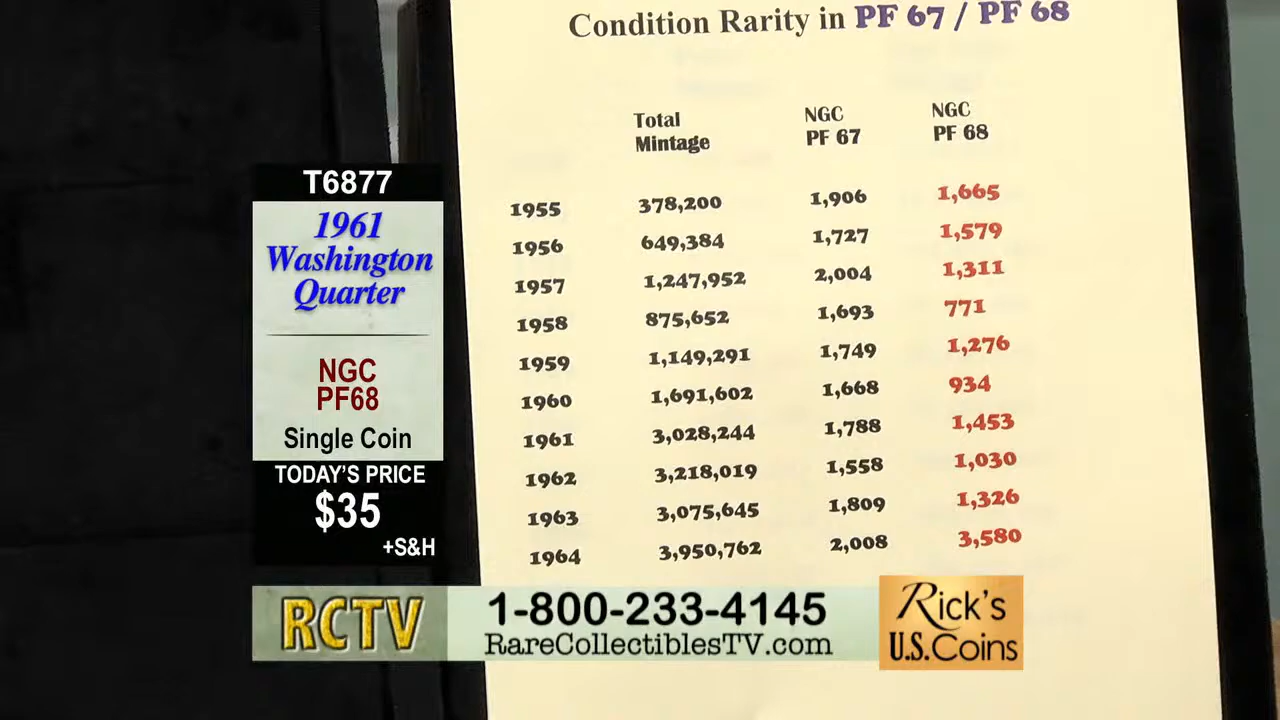 Condition Rarity in PF 67 / PF 68
Total Mintage NGC PF 67 NGC PF 68
1955 378,200 1,906 1,665
1956 649,384 1,727 1,579
1957 1,247,952 2,004 1,311
1958 875,652 1,693 771
1959 1,149,291 1,749 1,276
1960 1,691,602 1,668 934
1961 3,028,244 1,788 1,453
1962 3,218,019 1,558 1,030
1963 3,075,645 1,809 1,326
1964 3,950,762 2,008 3,580
T6877
1961
Washington
Quarter
NGC
PF68
Single Coin
TODAY'S PRICE
$35
+S&H
RCTV
1-800-233-4145
RareCollectiblesTV.com
Rick's
U.S. Coins